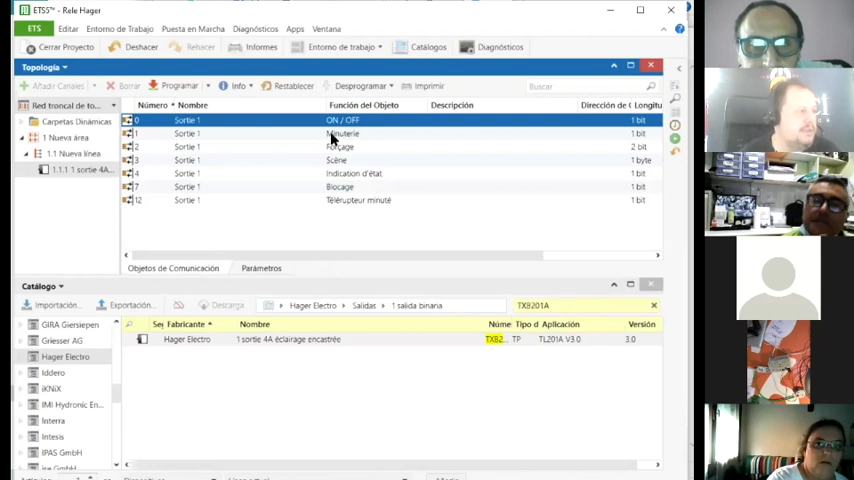 ETS5™ - Rele Hager
ETS Editar Entorno de Trabajo Puesta en Marcha Diagnósticos Apps Ventana
Cerrar Proyecto Deshacer Rehacer Informes Entorno de trabajo Catálogos Diagnósticos
Topología
Añadir Canales Borrar Programar Info Restablecer Desprogramar Imprimir Buscar
Red troncal de to...
Carpetas Dinámicas
1 Nueva área
1.1 Nueva línea
1.1.1 1 sortie 4A...
Número Nombre Función del Objeto Descripción Dirección de G Longitu
0 Sortie 1 ON / OFF 1 bit
1 Sortie 1 Minuterie 1 bit
2 Sortie 1 2 bit
3 Sortie 1 Scène 1 byte
4 Sortie 1 Indication d'état 1 bit
7 Sortie 1 Blocage 1 bit
12 Sortie 1 Télérupteur minuté 1 bit
Objetos de Comunicación Parámetros
Catálogo
Importación... Exportación... Descarga Hager Electro Salidas 1 salida binaria TXB201A
GIRA Giersiepen
Griesser AG
Hager Electro
Iddero
iKNiX
IMI Hydronic En...
Interra
Intesis
IPAS GmbH
ise GmbH
Fabricante Nombre Núme Tipo d Aplicación Versión
Hager Electro 1 sortie 4A éclairage encastrée TXB2... TP TL201A V3.0 3.0